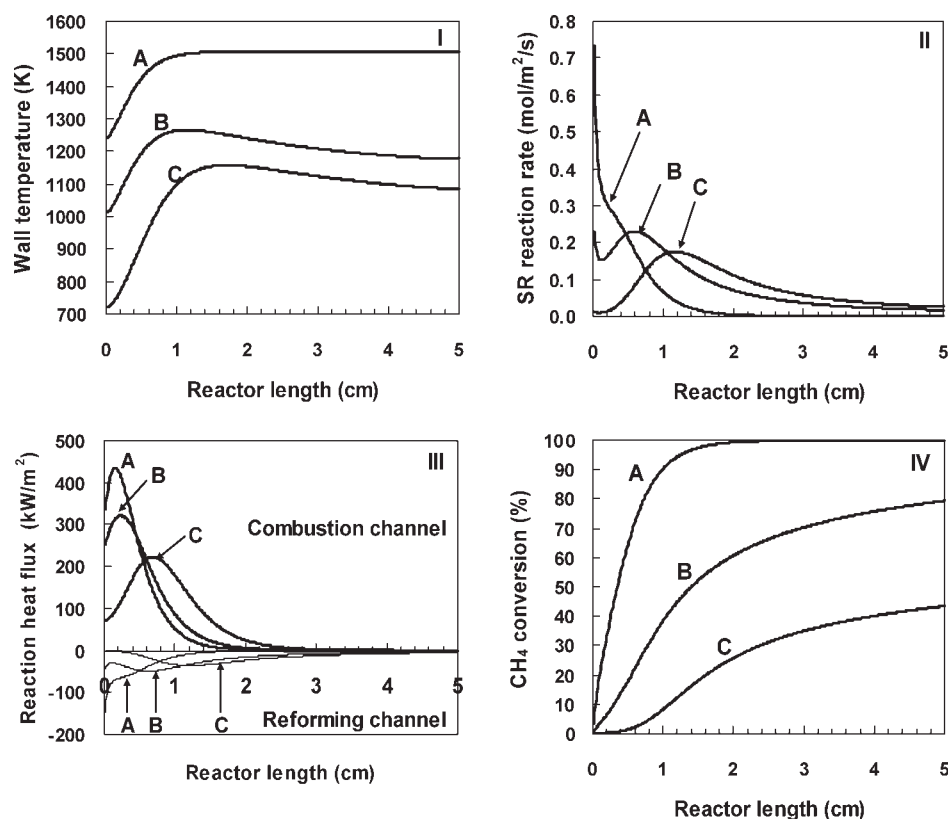 I
Wall temperature (K)
1600
1500
1400
1300
1200
1100
1000
900
800
700
A
B
C
0 1 2 3 4 5
Reactor length (cm)
II
SR reaction rate (mol/m²/s)
0.8
0.7
0.6
0.5
0.4
0.3
0.2
0.1
0.0
A
B
C
0 1 2 3 4 5
Reactor length (cm)
III
Reaction heat flux (kW/m²)
500
400
300
200
100
0
-100
-200
A
B
C
Combustion channel
0 1 2 3 4 5
A B C
Reforming channel
Reactor length (cm)
IV
CH₄ conversion (%)
100
90
80
70
60
50
40
30
20
10
0
A
B
C
0 1 2 3 4 5
Reactor length (cm)